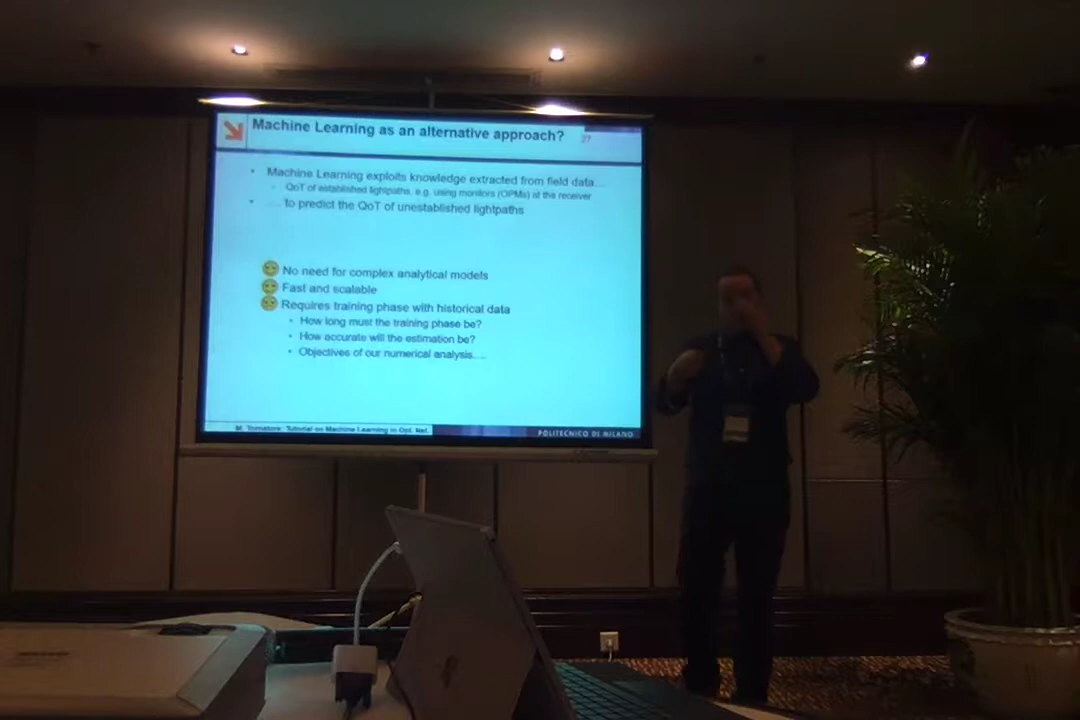 Machine Learning as an alternative approach?
27
• Machine Learning exploits knowledge extracted from field data...
- QoT of established lightpaths, e.g. using monitors (OPMs) at the receiver
• ... to predict the QoT of unestablished lightpaths
No need for complex analytical models
Fast and scalable
Requires training phase with historical data
• How long must the training phase be?
• How accurate will the estimation be?
• Objectives of our numerical analysis....
M. Tornatore: Tutorial on Machine Learning in Opt. Net.
POLITECNICO DI MILANO